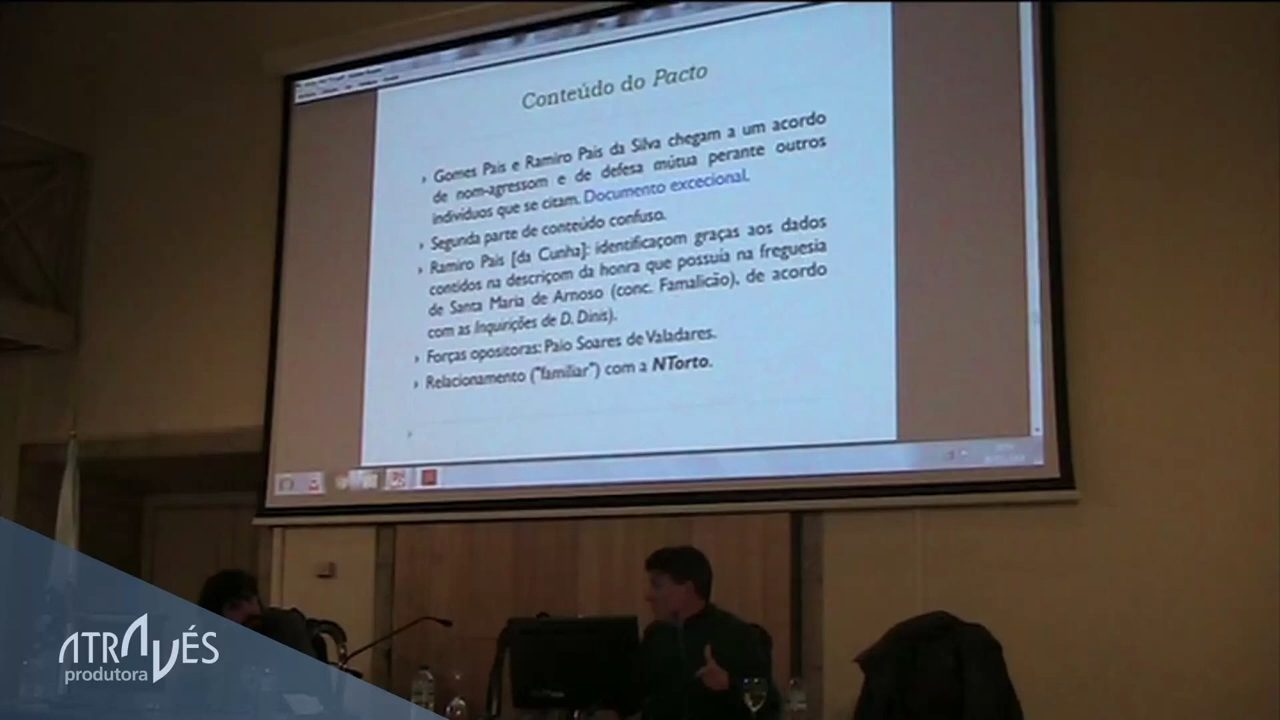 Conteúdo do Pacto
Gomes Pais e Ramiro Pais da Silva chegam a um acordo
de nom-agressom e de defesa mútua perante outros
indivíduos que se citam. Documento excecional.
Segunda parte de conteúdo confuso.
Ramiro Pais [da Cunha]: identificaçom graças aos dados
contidos na descriçom da honra que possuia na freguesia
de Santa Maria de Arnoso (conc. Famalicão), de acordo
com as Inquirições de D. Dinis).
Forças opositoras: Paio Soares de Valadares.
Relacionamento ("familiar") com a NTorto.
ATRAVÉS
produtora